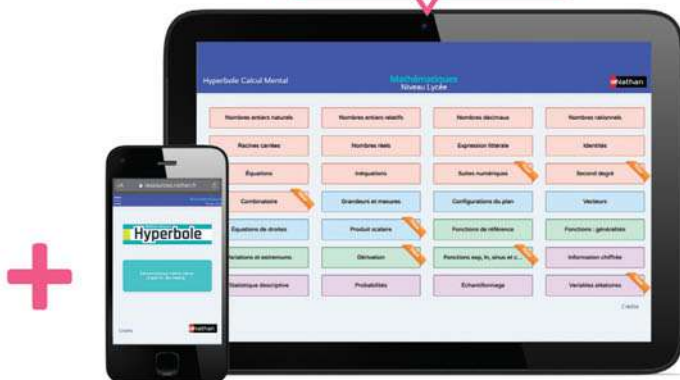 Hyperbole Calcul Mental
Mathématiques
Niveau Lycée
Nathan
Nombres entiers naturels
Nombres entiers relatifs
Nombres décimaux
Nombres rationnels
Racines carrées
Nombres réels
Expression littérale
Identités
Équations
Inéquations
Suites numériques
Second degré
Combinatoire
Grandeurs et mesures
Configurations du plan
Vecteurs
Équations de droites
Produit scalaire
Fonctions de référence
Fonctions : généralités
Variations et extremums
Dérivation
Fonctions exp, ln, sinus et c...
Information chiffrée
Statistique descriptive
Probabilités
Échantillonnage
Variables aléatoires
Crédits
Hyperbole
Crédits
Nathan